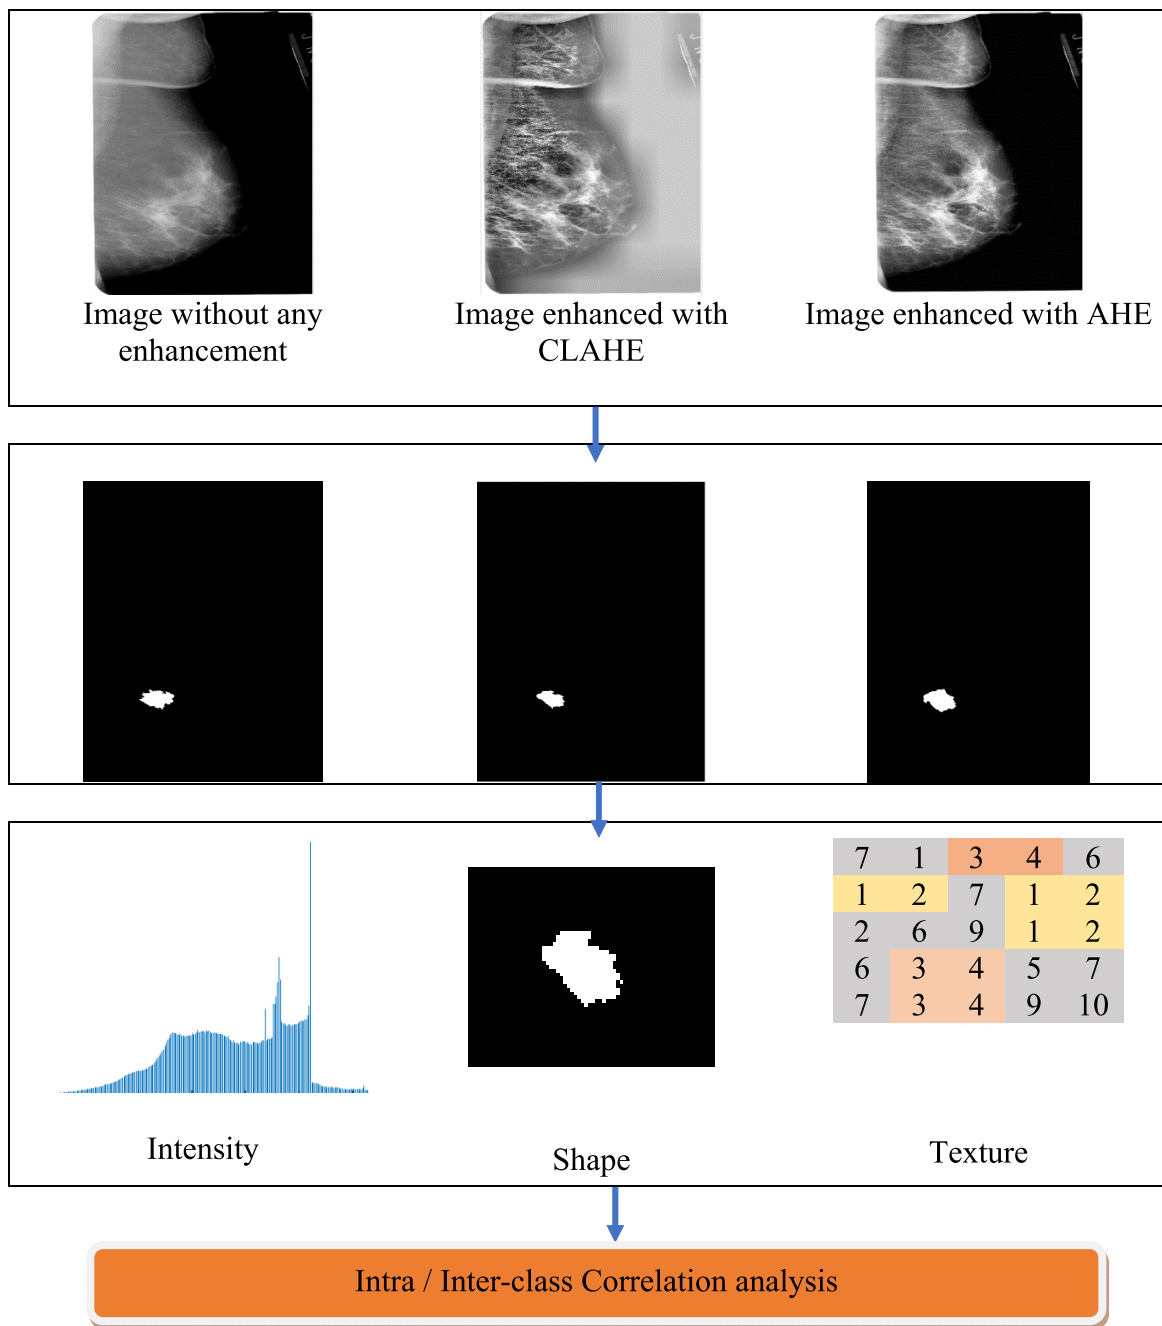 Image without any
enhancement
Image enhanced with
CLAHE
Image enhanced with AHE
7 1 3 4 6
1 2 7 1 2
2 6 9 1 2
6 3 4 5 7
7 3 4 9 10
Intensity
Shape
Texture
Intra / Inter-class Correlation analysis